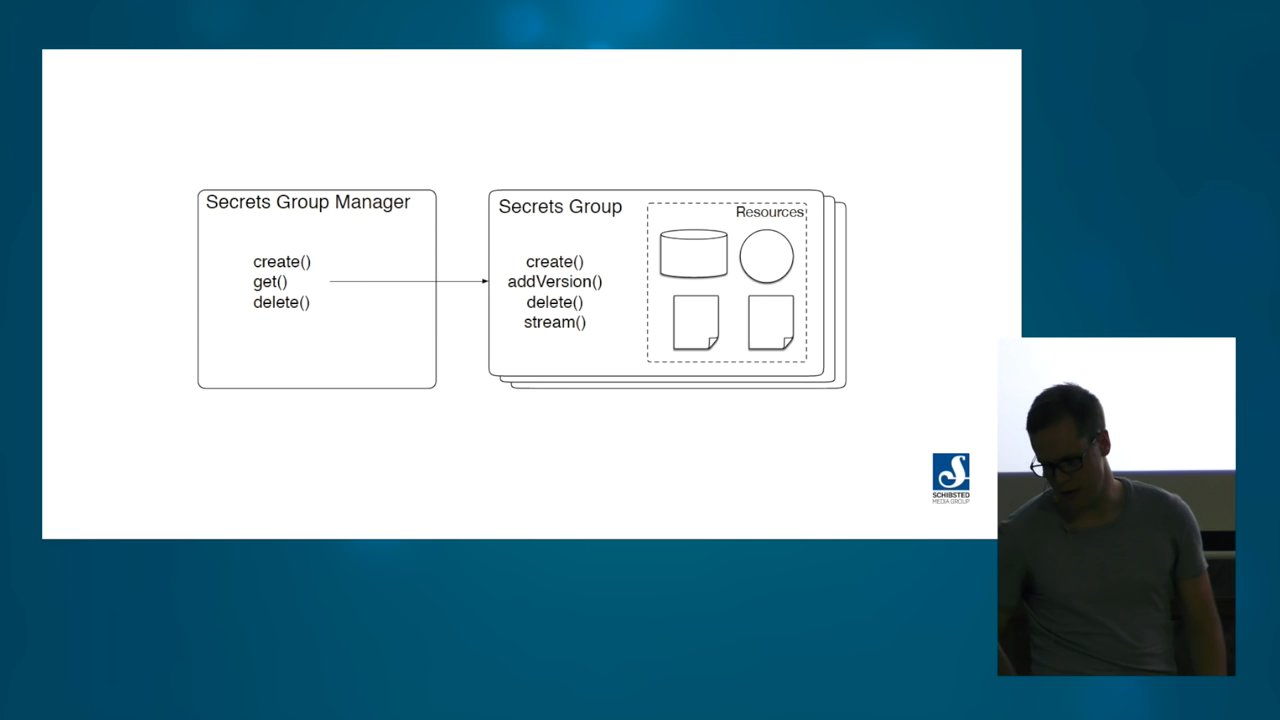 Secrets Group Manager
create()
get()
delete()
Secrets Group
create()
addVersion()
delete()
stream()
Resources
SCHIBSTED
MEDIA GROUP